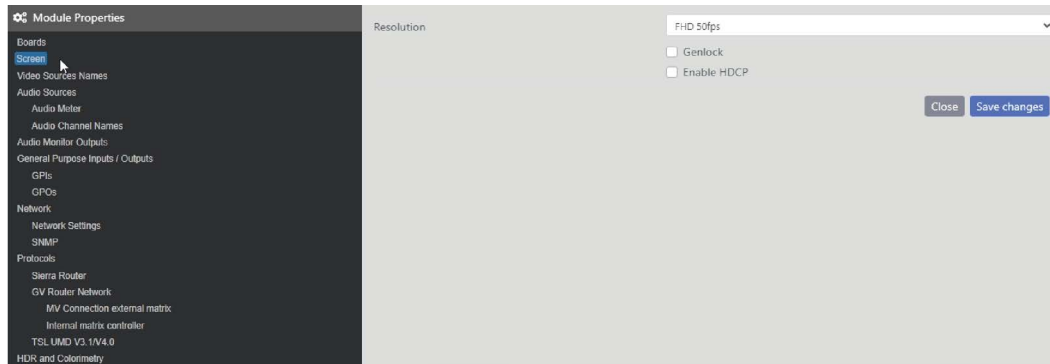 Module Properties
Boards
Screen
Video Sources Names
Audio Sources
Audio Meter
Audio Channel Names
Audio Monitor Outputs
General Purpose Inputs / Outputs
GPIs
GPOs
Network
Network Settings
SNMP
Protocols
Sierra Router
GV Router Network
MV Connection external matrix
Internal matrix controller
TSL UMD V3.1/V4.0
HDR and Colorimetry
Resolution
FHD 50fps
Genlock
Enable HDCP
Close
Save changes